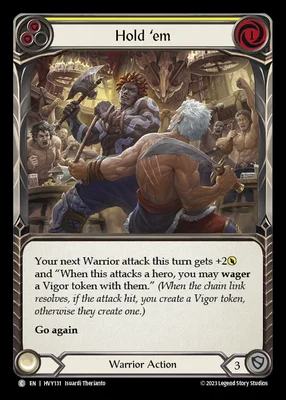 Hold ‘em
1
Your next Warrior attack this turn gets +2
and “When this attacks a hero, you may wager
a Vigor token with them.” (When the chain link
resolves, if the attack hit, you create a Vigor token,
otherwise they create one.)
Go again
Warrior Action
3
C EN | HVY131 Isuardi Therianto
©2023 Legend Story Studios